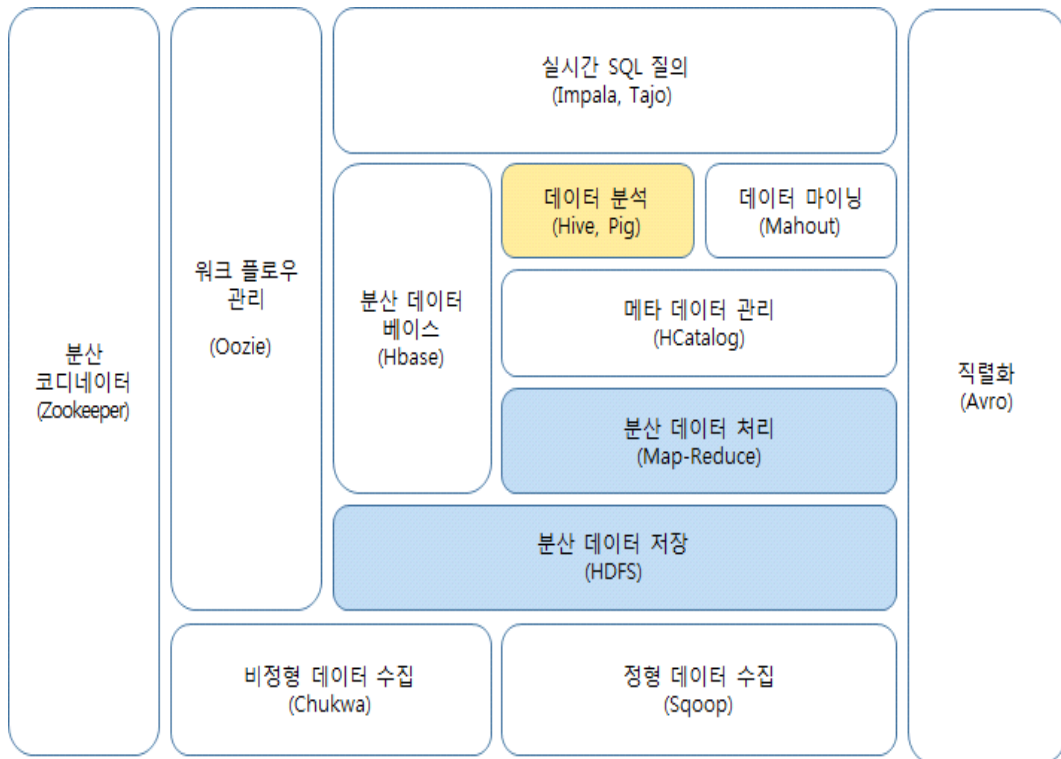 실시간 SQL 질의
(Impala, Tajo)
데이터 분석
(Hive, Pig)
데이터 마이닝
(Mahout)
워크 플로우
관리
(Oozie)
분산 데이터
베이스
(Hbase)
메타 데이터 관리
(HCatalog)
분산
코디네이터
(Zookeeper)
직렬화
(Avro)
분산 데이터 처리
(Map-Reduce)
분산 데이터 저장
(HDFS)
비정형 데이터 수집
(Chukwa)
정형 데이터 수집
(Sqoop)